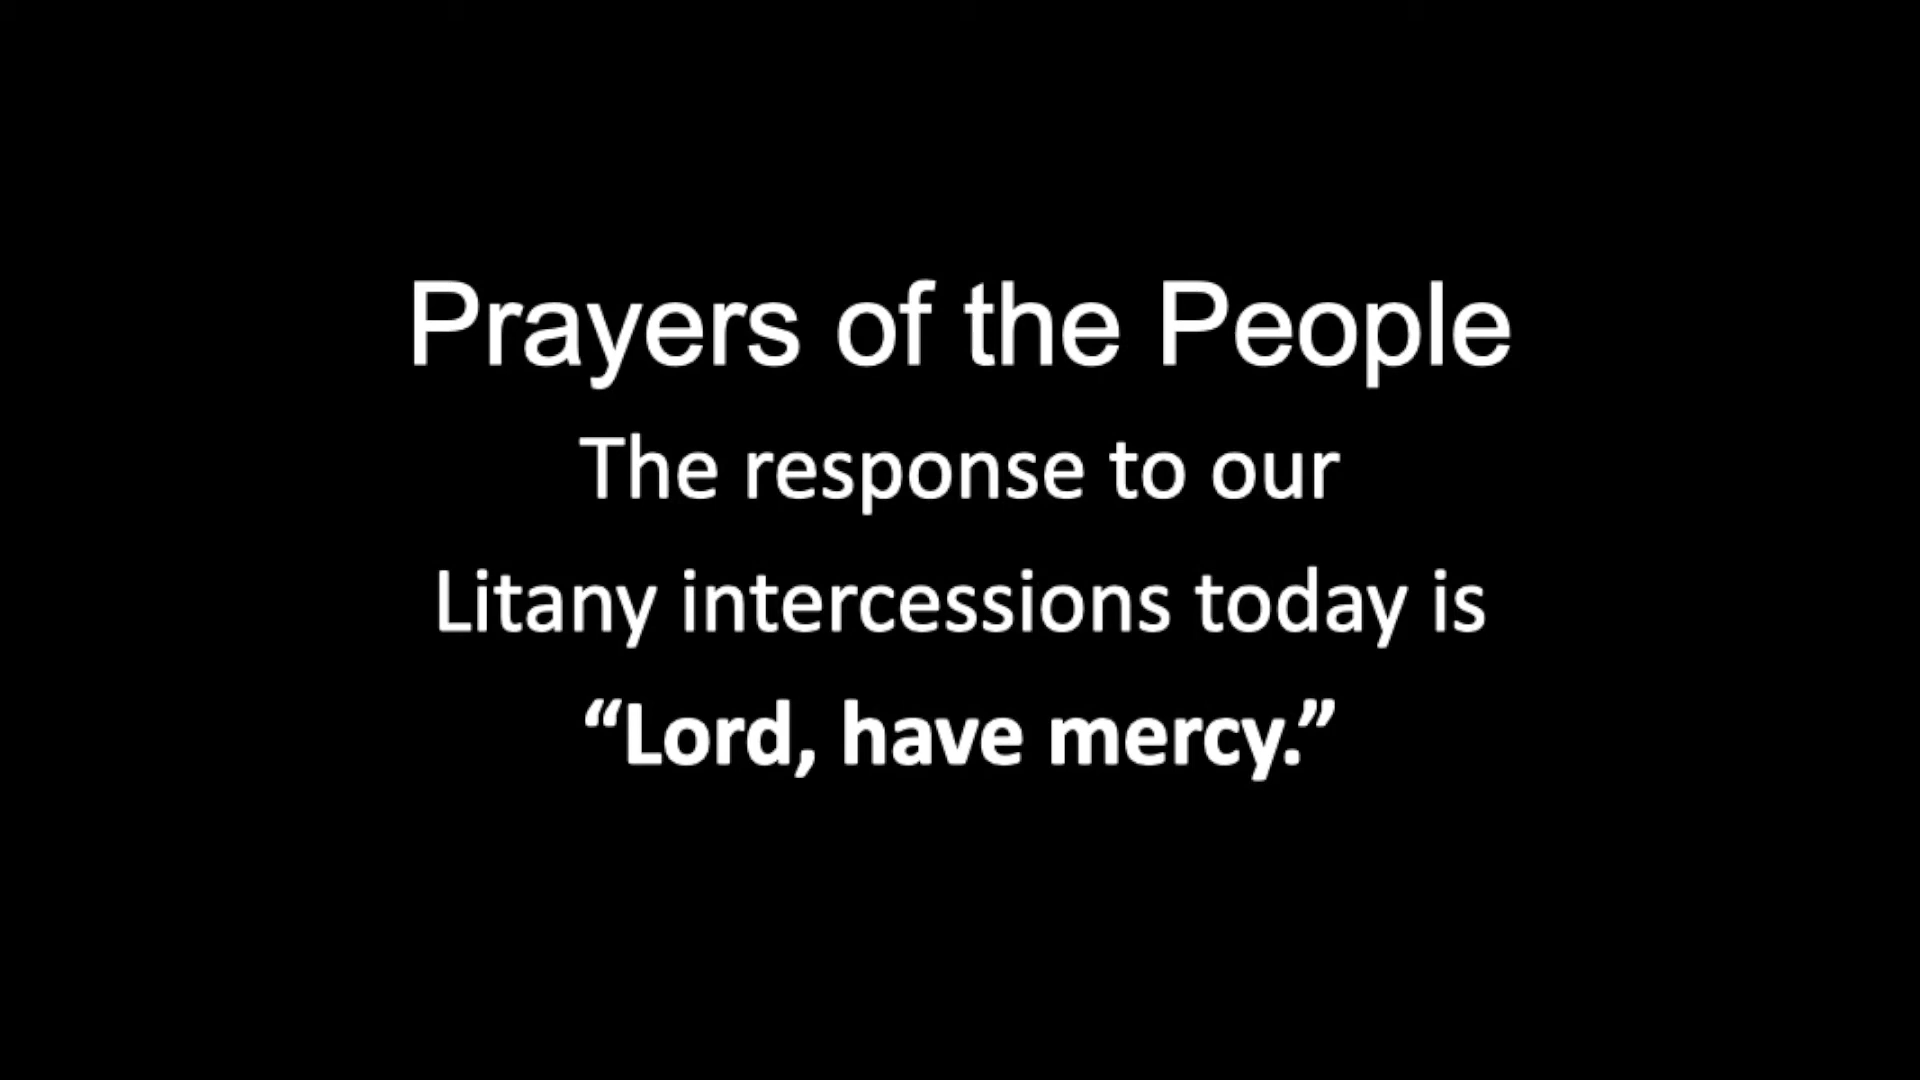 Prayers of the People
The response to our
Litany intercessions today is
“Lord, have mercy.”